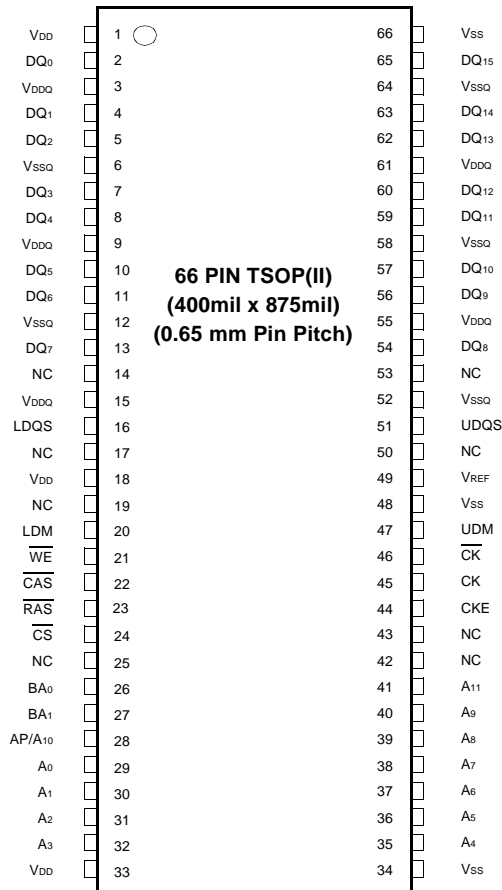 VDD 1 66 VSS
DQ0 2 65 DQ15
VDDQ 3 64 VSSQ
DQ1 4 63 DQ14
DQ2 5 62 DQ13
VSSQ 6 61 VDDQ
DQ3 7 60 DQ12
DQ4 8 59 DQ11
VDDQ 9 58 VSSQ
DQ5 10 57 DQ10
DQ6 11 56 DQ9
VSSQ 12 55 VDDQ
DQ7 13 54 DQ8
66 PIN TSOP(II)
(400mil x 875mil)
(0.65 mm Pin Pitch)
NC 14 53 NC
VDDQ 15 52 VSSQ
LDQS 16 51 UDQS
NC 17 50 NC
VDD 18 49 VREF
NC 19 48 VSS
LDM 20 47 UDM
W̅E̅ 21 46 C̅K̅
C̅A̅S̅ 22 45 CK
R̅A̅S̅ 23 44 CKE
C̅S̅ 24 43 NC
NC 25 42 NC
BA0 26 41 A11
BA1 27 40 A9
AP/A10 28 39 A8
A0 29 38 A7
A1 30 37 A6
A2 31 36 A5
A3 32 35 A4
VDD 33 34 VSS